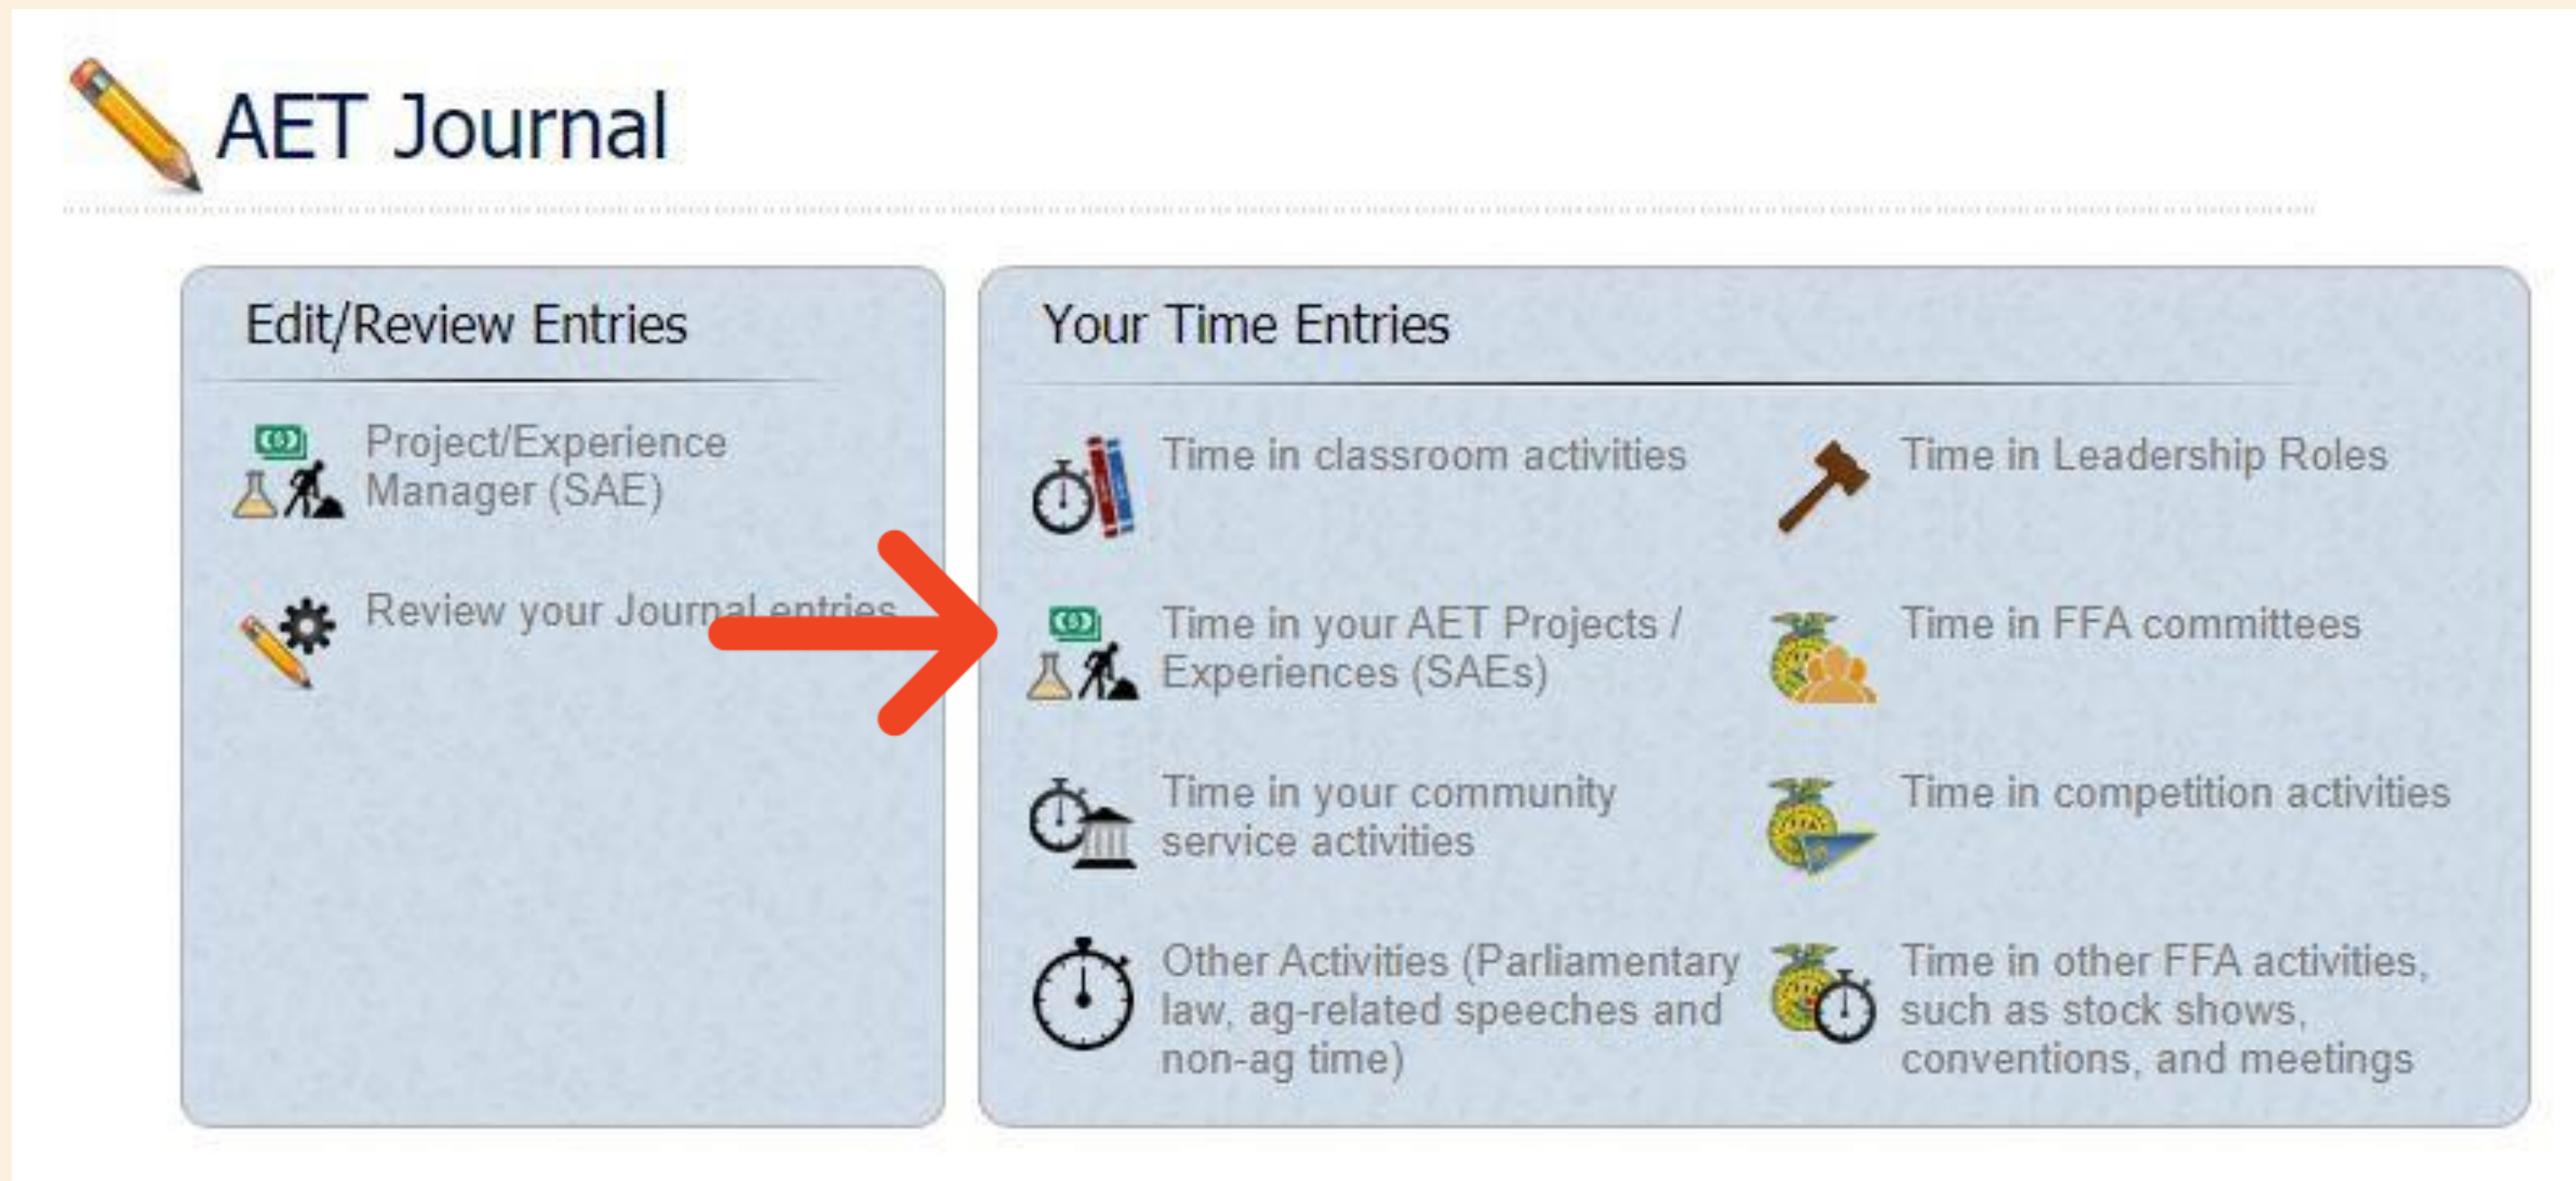 AET Journal
Edit/Review Entries
Project/Experience
Manager (SAE)
Review your Journal entries
Your Time Entries
Time in classroom activities
Time in your AET Projects /
Experiences (SAEs)
Time in your community
service activities
Other Activities (Parliamentary
law, ag-related speeches and
non-ag time)
Time in Leadership Roles
Time in FFA committees
Time in competition activities
Time in other FFA activities,
such as stock shows,
conventions, and meetings